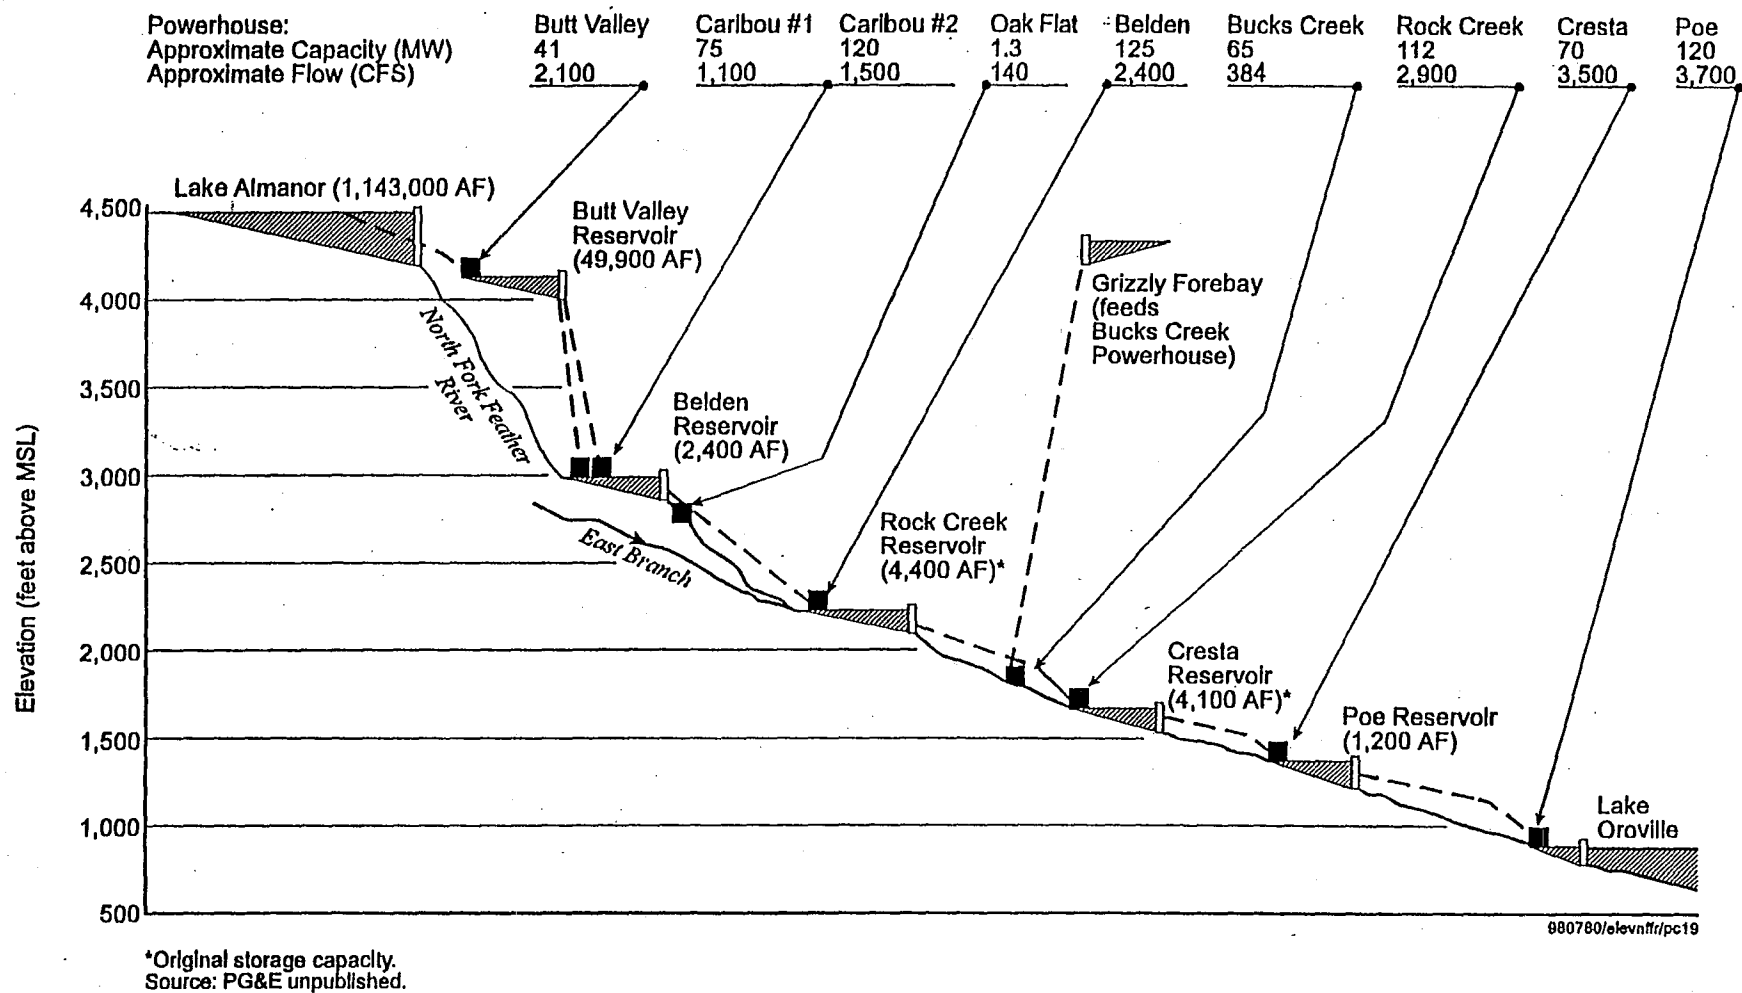 Powerhouse: Butt Valley Caribou #1 Caribou #2 Oak Flat Belden Bucks Creek Rock Creek Cresta Poe
Approximate Capacity (MW) 41 75 120 1.3 125 65 112 70 120
Approximate Flow (CFS) 2,100 1,100 1,500 140 2,400 384 2,900 3,500 3,700
Lake Almanor (1,143,000 AF)
4,500
Butt Valley
Reservoir
(49,900 AF)
Grizzly Forebay
(feeds
Bucks Creek
Powerhouse)
4,000
North Fork Feather
River
3,500
Belden
Reservoir
(2,400 AF)
3,000
Rock Creek
Reservoir
(4,400 AF)*
East Branch
2,500
Cresta
Reservoir
(4,100 AF)*
2,000
Poe Reservoir
(1,200 AF)
1,500
Lake
Oroville
1,000
500
Elevation (feet above MSL)
980780/elevnffr/pc19
*Original storage capacity.
Source: PG&E unpublished.